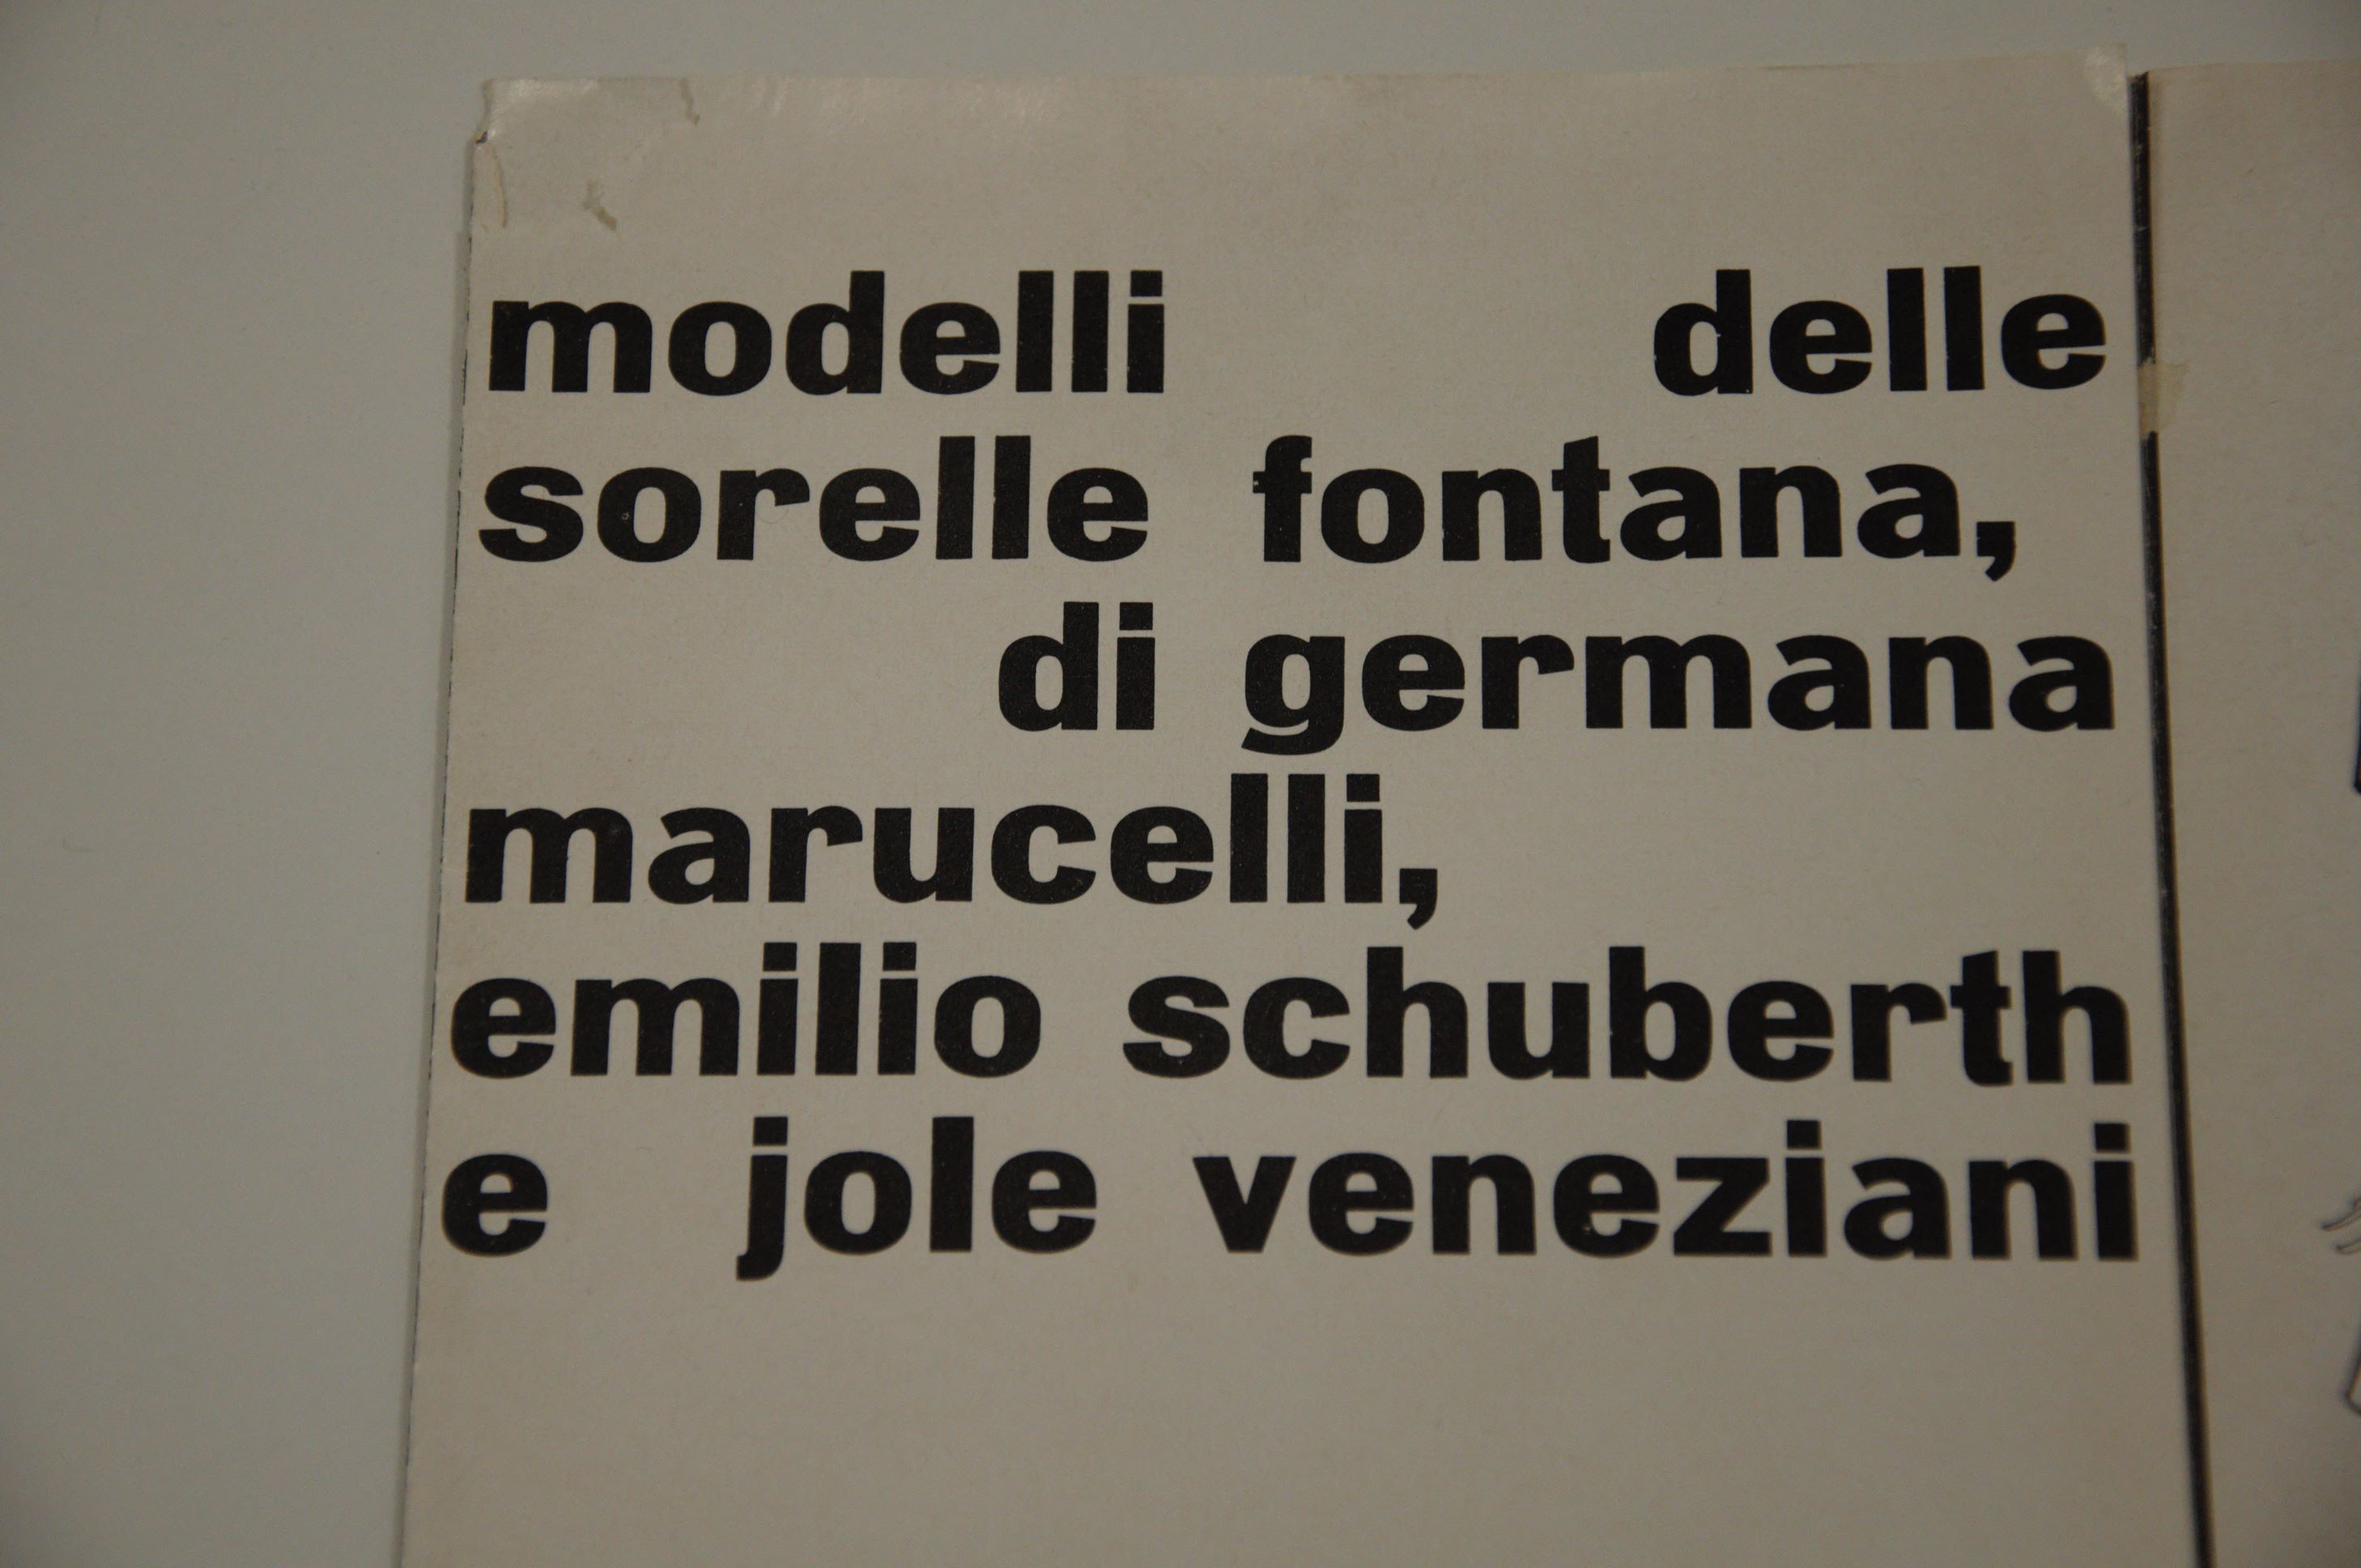 modelli delle
sorelle fontana,
di germana
marucelli,
emilio schuberth
e jole veneziani